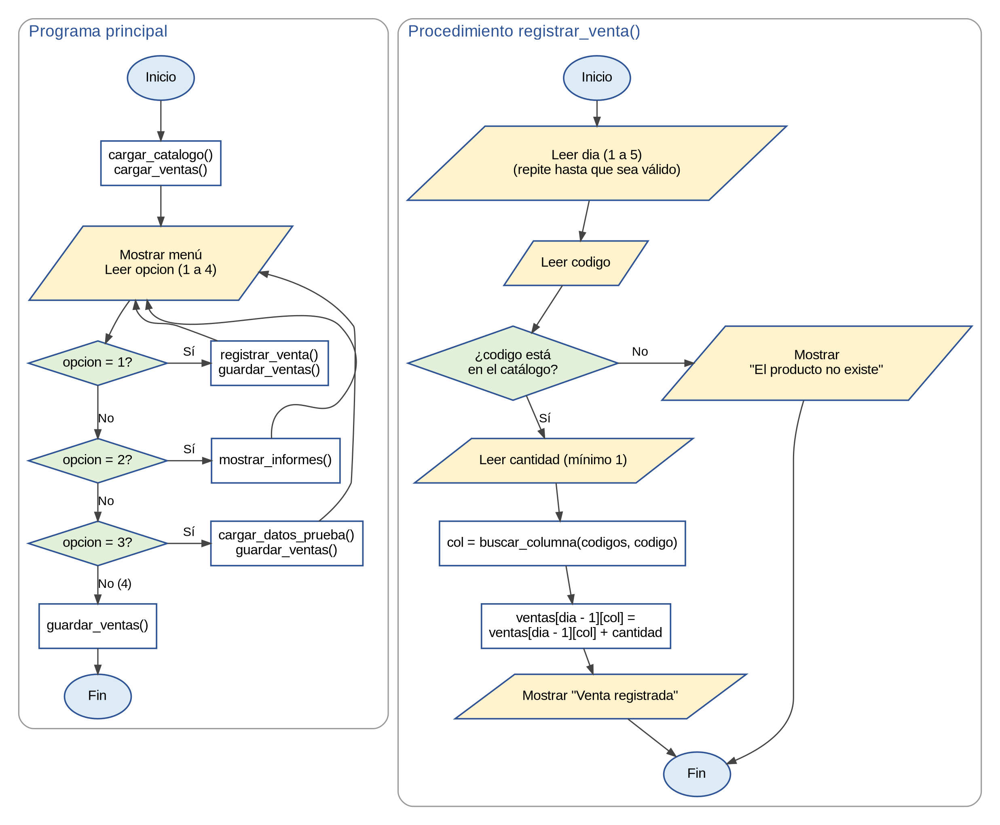 Programa principal
Inicio
cargar_catalogo()
cargar_ventas()
Mostrar menú
Leer opcion (1 a 4)
opcion = 1?
Sí
registrar_venta()
guardar_ventas()
No
opcion = 2?
Sí
mostrar_informes()
No
opcion = 3?
Sí
cargar_datos_prueba()
guardar_ventas()
No (4)
guardar_ventas()
Fin
Procedimiento registrar_venta()
Inicio
Leer dia (1 a 5)
(repite hasta que sea válido)
Leer codigo
¿codigo está
en el catálogo?
No
Mostrar
"El producto no existe"
Sí
Leer cantidad (mínimo 1)
col = buscar_columna(codigos, codigo)
ventas[dia - 1][col] =
ventas[dia - 1][col] + cantidad
Mostrar "Venta registrada"
Fin